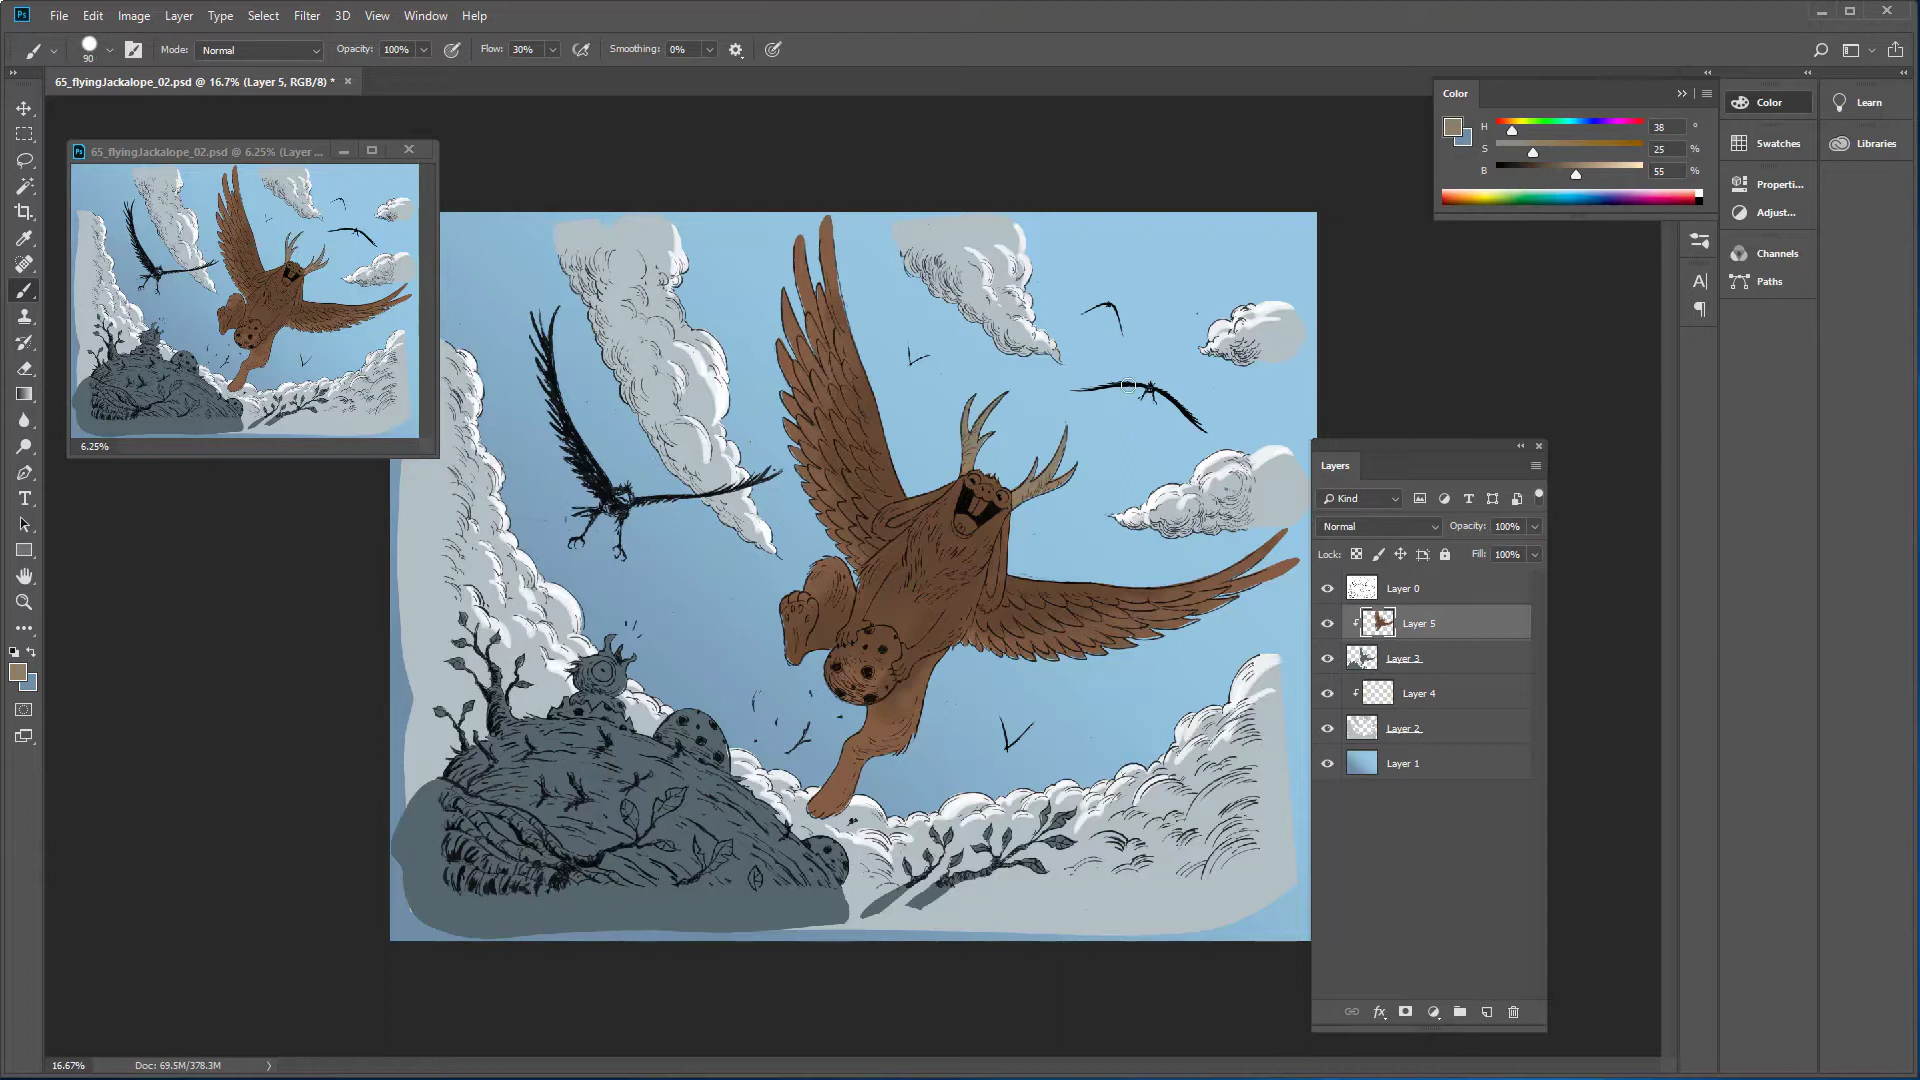 Ps File Edit Image Layer Type Select Filter 3D View Window Help
90 Mode: Normal Opacity: 100% Flow: 30% Smoothing: 0%
65_flyingJackalope_02.psd @ 16.7% (Layer 5, RGB/8) *
65_flyingJackalope_02.psd @ 6.25% (Layer ...
6.25%
Color
H 38 °
S 25 %
B 55 %
Color
Swatches
Properti...
Adjust...
Channels
Paths
Learn
Libraries
Layers
Kind
Normal Opacity: 100%
Lock: Fill: 100%
Layer 0
Layer 5
Layer 3
Layer 4
Layer 2
Layer 1
fx
16.67% Doc: 69.5M/378.3M